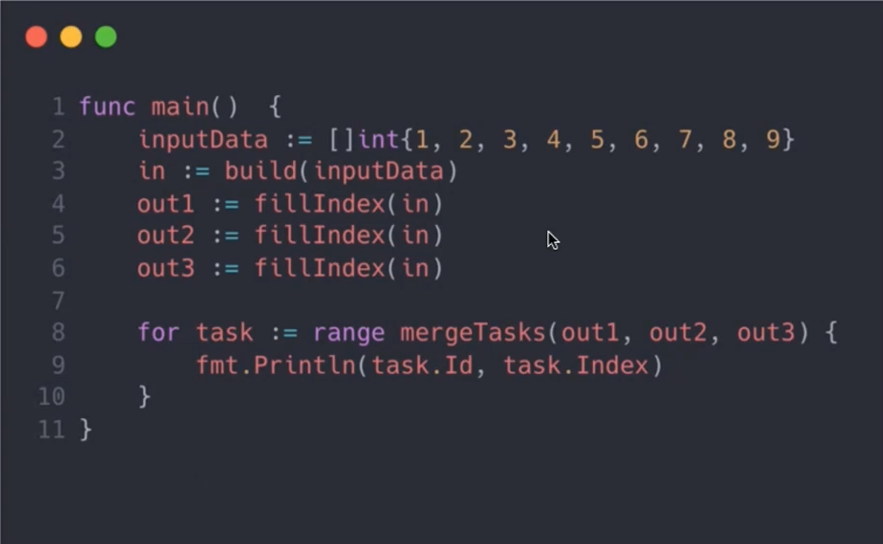 1 func main()  {
2     inputData := []int{1, 2, 3, 4, 5, 6, 7, 8, 9}
3     in := build(inputData)
4     out1 := fillIndex(in)
5     out2 := fillIndex(in)
6     out3 := fillIndex(in)
7
8     for task := range mergeTasks(out1, out2, out3) {
9         fmt.Println(task.Id, task.Index)
10     }
11 }